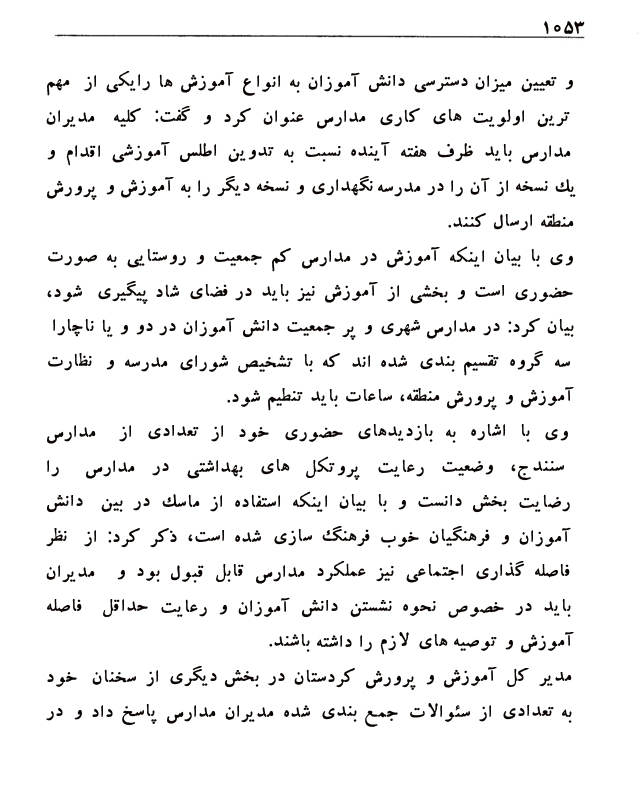 ۱۰۵۳
و تعیین میزان دسترسی دانش آموزان به انواع آموزش ها رایکی از مهم
ترین اولویت های کاری مدارس عنوان کرد و گفت: کلیه مدیران
مدارس باید ظرف هفته آینده نسبت به تدوین اطلس آموزشی اقدام و
یك نسخه از آن را در مدرسه نگهداری و نسخه دیگر را به آموزش و پرورش
منطقه ارسال کنند.
وی با بیان اینکه آموزش در مدارس کم جمعیت و روستایی به صورت
حضوری است و بخشی از آموزش نیز باید در فضای شاد پیگیری شود،
بیان کرد: در مدارس شهری و پر جمعیت دانش آموزان در دو و یا ناچارا
سه گروه تقسیم بندی شده اند که با تشخیص شورای مدرسه و نظارت
آموزش و پرورش منطقه، ساعات باید تنطیم شود.
وی با اشاره به بازدیدهای حضوری خود از تعدادی از مدارس
سنندج، وضعیت رعایت پروتکل های بهداشتی در مدارس را
رضایت بخش دانست و با بیان اینکه استفاده از ماسك در بین دانش
آموزان و فرهنگیان خوب فرهنگ سازی شده است، ذکر کرد: از نظر
فاصله گذاری اجتماعی نیز عملکرد مدارس قابل قبول بود و مدیران
باید در خصوص نحوه نشستن دانش آموزان و رعایت حداقل فاصله
آموزش و توصیه های لازم را داشته باشند.
مدیر کل آموزش و پرورش کردستان در بخش دیگری از سخنان خود
به تعدادی از سئوالات جمع بندی شده مدیران مدارس پاسخ داد و در